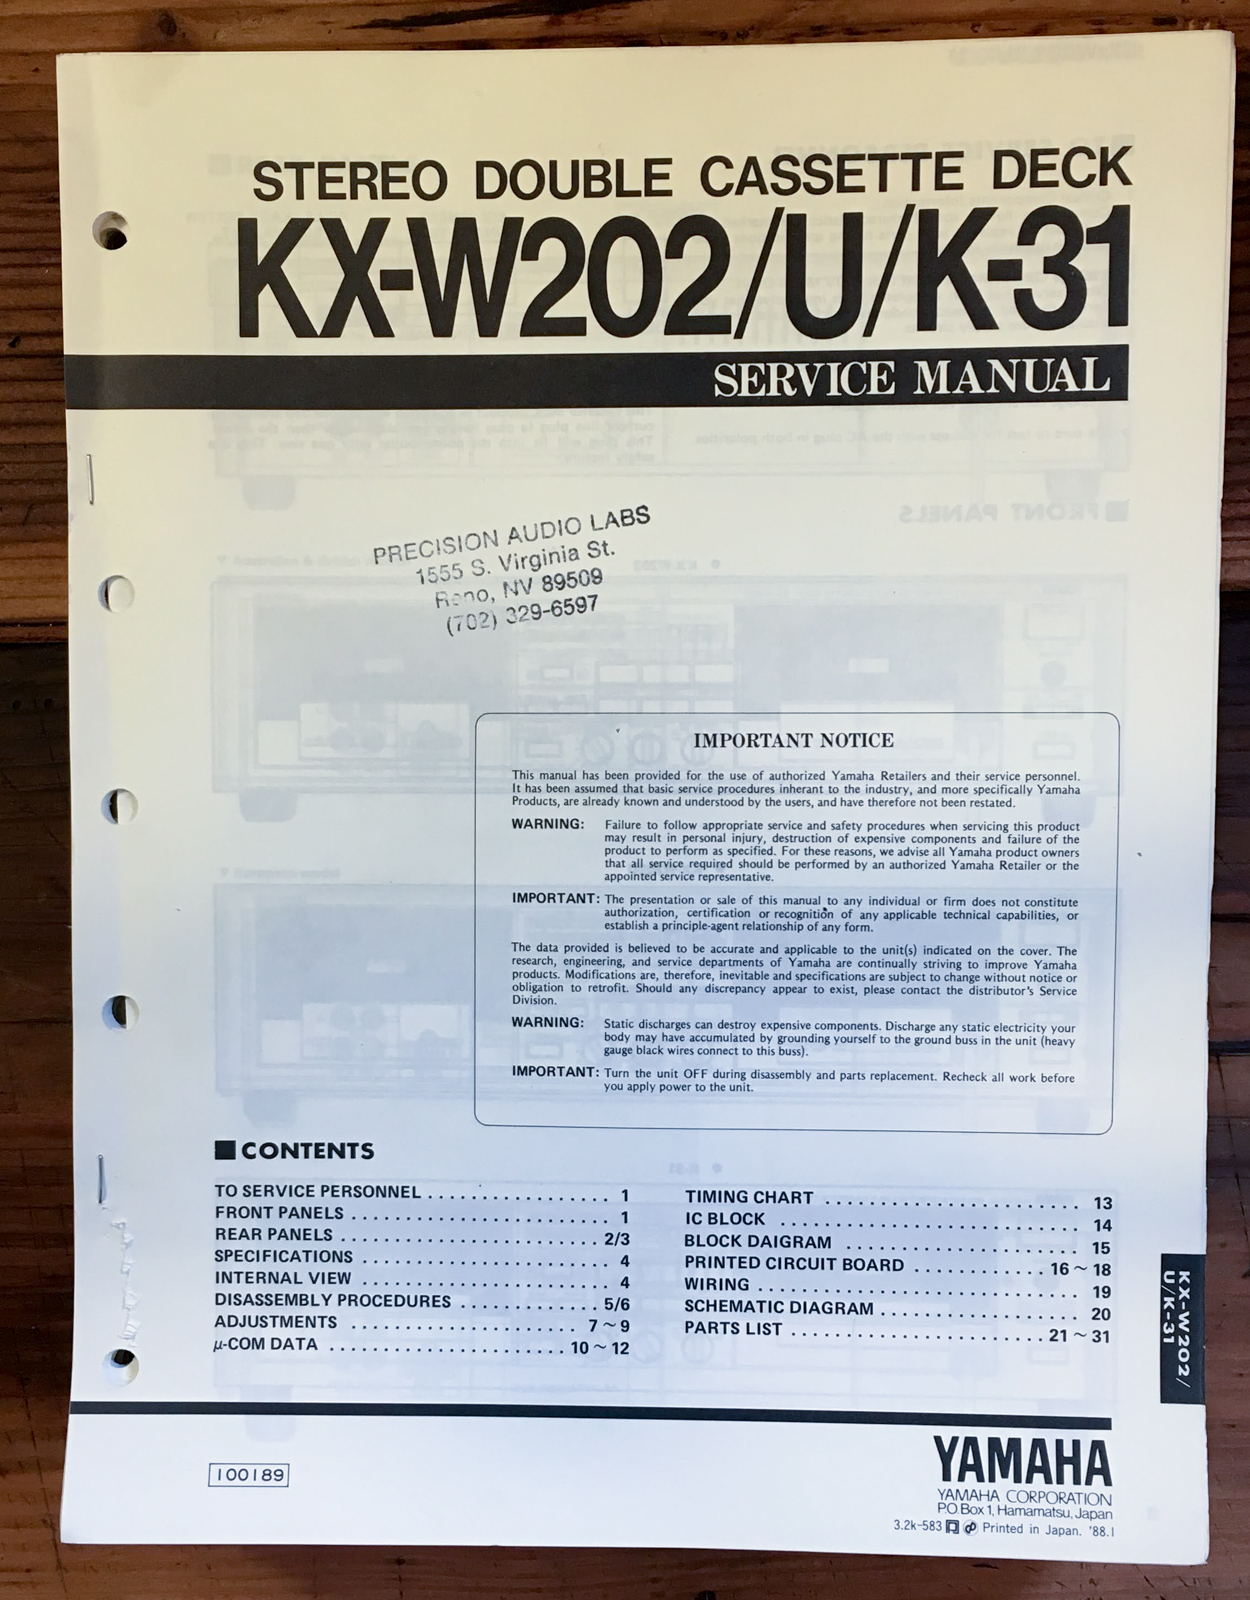 STEREO DOUBLE CASSETTE DECK
KX-W202/U/K-31
SERVICE MANUAL
PRECISION AUDIO LABS
1555 S. Virginia St.
Reno, NV 89509
(702) 329-6597
IMPORTANT NOTICE
This manual has been provided for the use of authorized Yamaha Retailers and their service personnel.
It has been assumed that basic service procedures inherant to the industry, and more specifically Yamaha
Products, are already known and understood by the users, and have therefore not been restated.
WARNING: Failure to follow appropriate service and safety procedures when servicing this product
may result in personal injury, destruction of expensive components and failure of the
product to perform as specified. For these reasons, we advise all Yamaha product owners
that all service required should be performed by an authorized Yamaha Retailer or the
appointed service representative.
IMPORTANT: The presentation or sale of this manual to any individual or firm does not constitute
authorization, certification or recognition of any applicable technical capabilities, or
establish a principle-agent relationship of any form.
The data provided is believed to be accurate and applicable to the unit(s) indicated on the cover. The
research, engineering, and service departments of Yamaha are continually striving to improve Yamaha
products. Modifications are, therefore, inevitable and specifications are subject to change without notice or
obligation to retrofit. Should any discrepancy appear to exist, please contact the distributor's Service
Division.
WARNING: Static discharges can destroy expensive components. Discharge any static electricity your
body may have accumulated by grounding yourself to the ground buss in the unit (heavy
gauge black wires connect to this buss).
IMPORTANT: Turn the unit OFF during disassembly and parts replacement. Recheck all work before
you apply power to the unit.
■CONTENTS
TO SERVICE PERSONNEL ................. 1
FRONT PANELS ........................ 1
REAR PANELS ........................ 2/3
SPECIFICATIONS ...................... 4
INTERNAL VIEW ...................... 4
DISASSEMBLY PROCEDURES ............ 5/6
ADJUSTMENTS .................... 7 ~ 9
μ-COM DATA ...................... 10 ~ 12
TIMING CHART ........................ 13
IC BLOCK ............................ 14
BLOCK DAIGRAM ...................... 15
PRINTED CIRCUIT BOARD ........... 16 ~ 18
WIRING .............................. 19
SCHEMATIC DIAGRAM ................... 20
PARTS LIST ...................... 21 ~ 31
KX-W202/
U/K-31
100189
YAMAHA
YAMAHA CORPORATION
P.O.Box 1, Hamamatsu, Japan
3.2k-583 Printed in Japan. '88.1